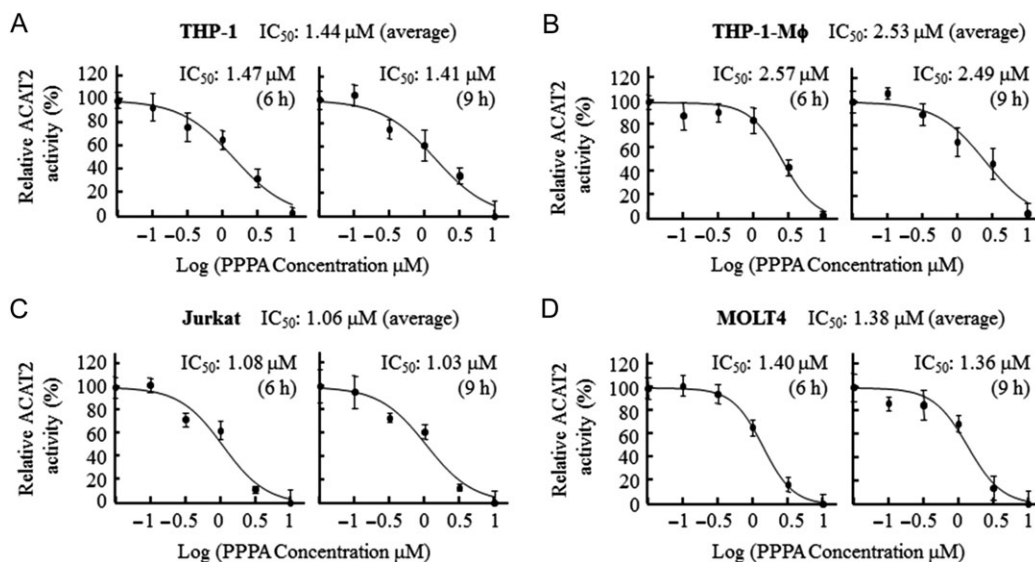 A
THP-1 IC50: 1.44 μM (average)
Relative ACAT2
activity (%)
120
100
80
60
40
20
0
IC50: 1.47 μM
(6 h)
IC50: 1.41 μM
(9 h)
−1 −0.5 0 0.5 1 −1 −0.5 0 0.5 1
Log (PPPA Concentration μM)
B
THP-1-Mϕ IC50: 2.53 μM (average)
Relative ACAT2
activity (%)
120
100
80
60
40
20
0
IC50: 2.57 μM
(6 h)
IC50: 2.49 μM
(9 h)
−1 −0.5 0 0.5 1 −1 −0.5 0 0.5 1
Log (PPPA Concentration μM)
C
Jurkat IC50: 1.06 μM (average)
Relative ACAT2
activity (%)
120
100
80
60
40
20
0
IC50: 1.08 μM
(6 h)
IC50: 1.03 μM
(9 h)
−1 −0.5 0 0.5 1 −1 −0.5 0 0.5 1
Log (PPPA Concentration μM)
D
MOLT4 IC50: 1.38 μM (average)
Relative ACAT2
activity (%)
120
100
80
60
40
20
0
IC50: 1.40 μM
(6 h)
IC50: 1.36 μM
(9 h)
−1 −0.5 0 0.5 1 −1 −0.5 0 0.5 1
Log (PPPA Concentration μM)